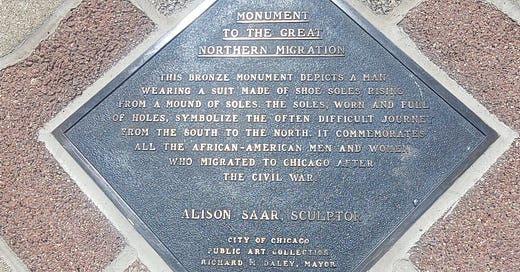 MONUMENT
TO THE GREAT
NORTHERN MIGRATION
THIS BRONZE MONUMENT DEPICTS A MAN
WEARING A SUIT MADE OF SHOE SOLES RISING
FROM A MOUND OF SOLES. THE SOLES, WORN AND FULL
OF HOLES, SYMBOLIZE THE OFTEN DIFFICULT JOURNEY
FROM THE SOUTH TO THE NORTH. IT COMMEMORATES
ALL THE AFRICAN-AMERICAN MEN AND WOMEN
WHO MIGRATED TO CHICAGO AFTER
THE CIVIL WAR
ALISON SAAR, SCULPTOR
CITY OF CHICAGO
PUBLIC ART COLLECTION
RICHARD M. DALEY, MAYOR